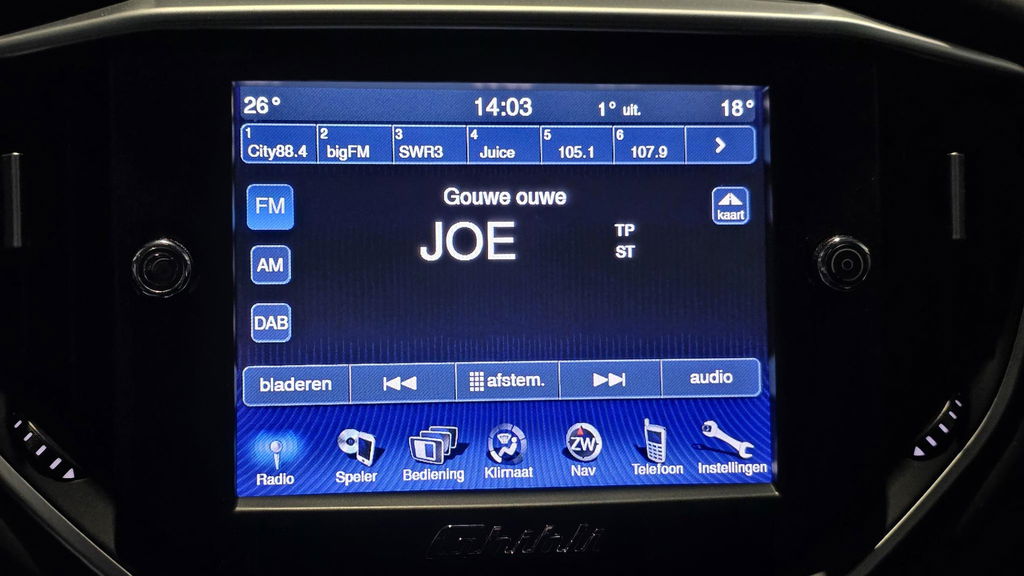 26° 14:03 1° uit. 18°
1 2 3 4 5 6
City88.4 bigFM SWR3 Juice 105.1 107.9
FM
Gouwe ouwe
kaart
JOE
TP
ST
AM
DAB
bladeren afstem. audio
ZW
Radio Speler Bediening Klimaat Nav Telefoon Instellingen
Ghibli